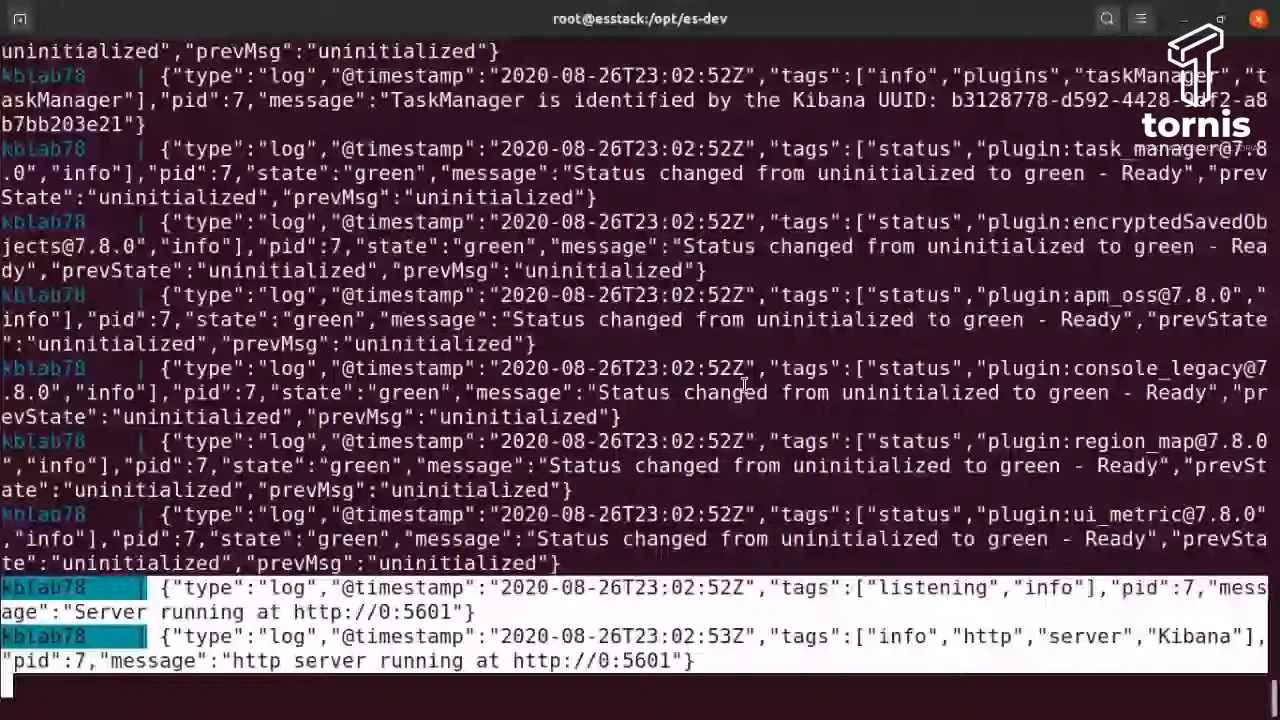 root@esstack:/opt/es-dev
tornis
uninitialized","prevMsg":"uninitialized"}
kblab78    | {"type":"log","@timestamp":"2020-08-26T23:02:52Z","tags":["info","plugins","taskManager","t
askManager"],"pid":7,"message":"TaskManager is identified by the Kibana UUID: b3128778-d592-4428- f2-a8
b7bb203e21"}
kblab78    | {"type":"log","@timestamp":"2020-08-26T23:02:52Z","tags":["status","plugin:task_manager@7.8
.0","info"],"pid":7,"state":"green","message":"Status changed from uninitialized to green - Ready","prev
State":"uninitialized","prevMsg":"uninitialized"}
kblab78    | {"type":"log","@timestamp":"2020-08-26T23:02:52Z","tags":["status","plugin:encryptedSavedOb
jects@7.8.0","info"],"pid":7,"state":"green","message":"Status changed from uninitialized to green - Rea
dy","prevState":"uninitialized","prevMsg":"uninitialized"}
kblab78    | {"type":"log","@timestamp":"2020-08-26T23:02:52Z","tags":["status","plugin:apm_oss@7.8.0","
info"],"pid":7,"state":"green","message":"Status changed from uninitialized to green - Ready","prevState
":"uninitialized","prevMsg":"uninitialized"}
kblab78    | {"type":"log","@timestamp":"2020-08-26T23:02:52Z","tags":["status","plugin:console_legacy@7
.8.0","info"],"pid":7,"state":"green","message":"Status changed from uninitialized to green - Ready","pr
evState":"uninitialized","prevMsg":"uninitialized"}
kblab78    | {"type":"log","@timestamp":"2020-08-26T23:02:52Z","tags":["status","plugin:region_map@7.8.0
","info"],"pid":7,"state":"green","message":"Status changed from uninitialized to green - Ready","prevSt
ate":"uninitialized","prevMsg":"uninitialized"}
kblab78    | {"type":"log","@timestamp":"2020-08-26T23:02:52Z","tags":["status","plugin:ui_metric@7.8.0"
,"info"],"pid":7,"state":"green","message":"Status changed from uninitialized to green - Ready","prevSta
te":"uninitialized","prevMsg":"uninitialized"}
kblab78    | {"type":"log","@timestamp":"2020-08-26T23:02:52Z","tags":["listening","info"],"pid":7,"mess
age":"Server running at http://0:5601"}
kblab78    | {"type":"log","@timestamp":"2020-08-26T23:02:53Z","tags":["info","http","server","Kibana"],
"pid":7,"message":"http server running at http://0:5601"}